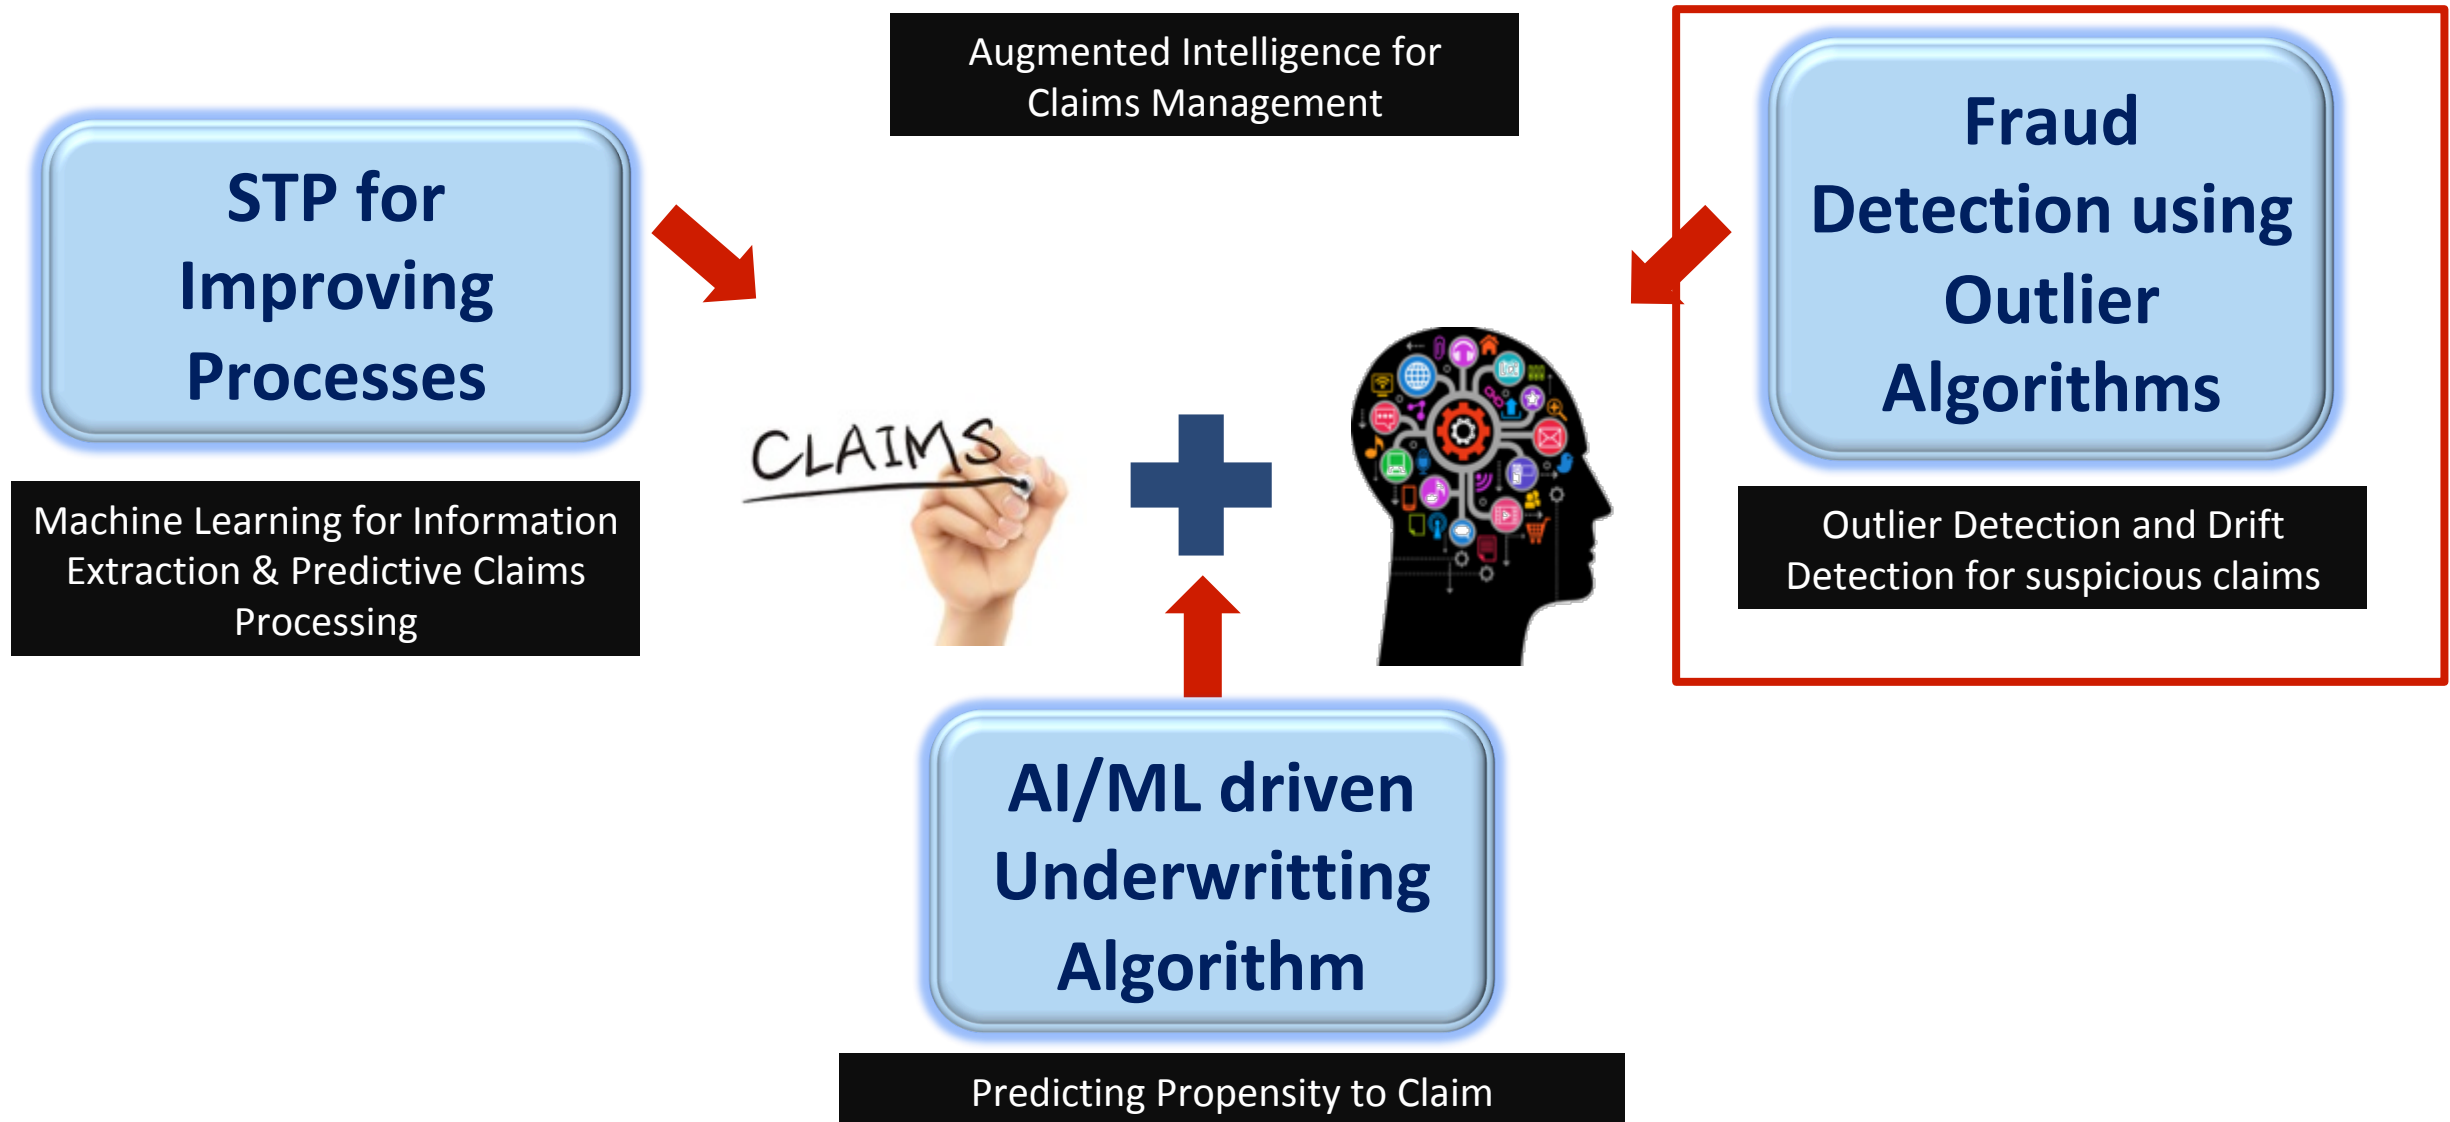 Augmented Intelligence for
Claims Management
STP for
Improving
Processes
Machine Learning for Information
Extraction & Predictive Claims
Processing
CLAIMS
Fraud
Detection using
Outlier
Algorithms
Outlier Detection and Drift
Detection for suspicious claims
AI/ML driven
Underwritting
Algorithm
Predicting Propensity to Claim